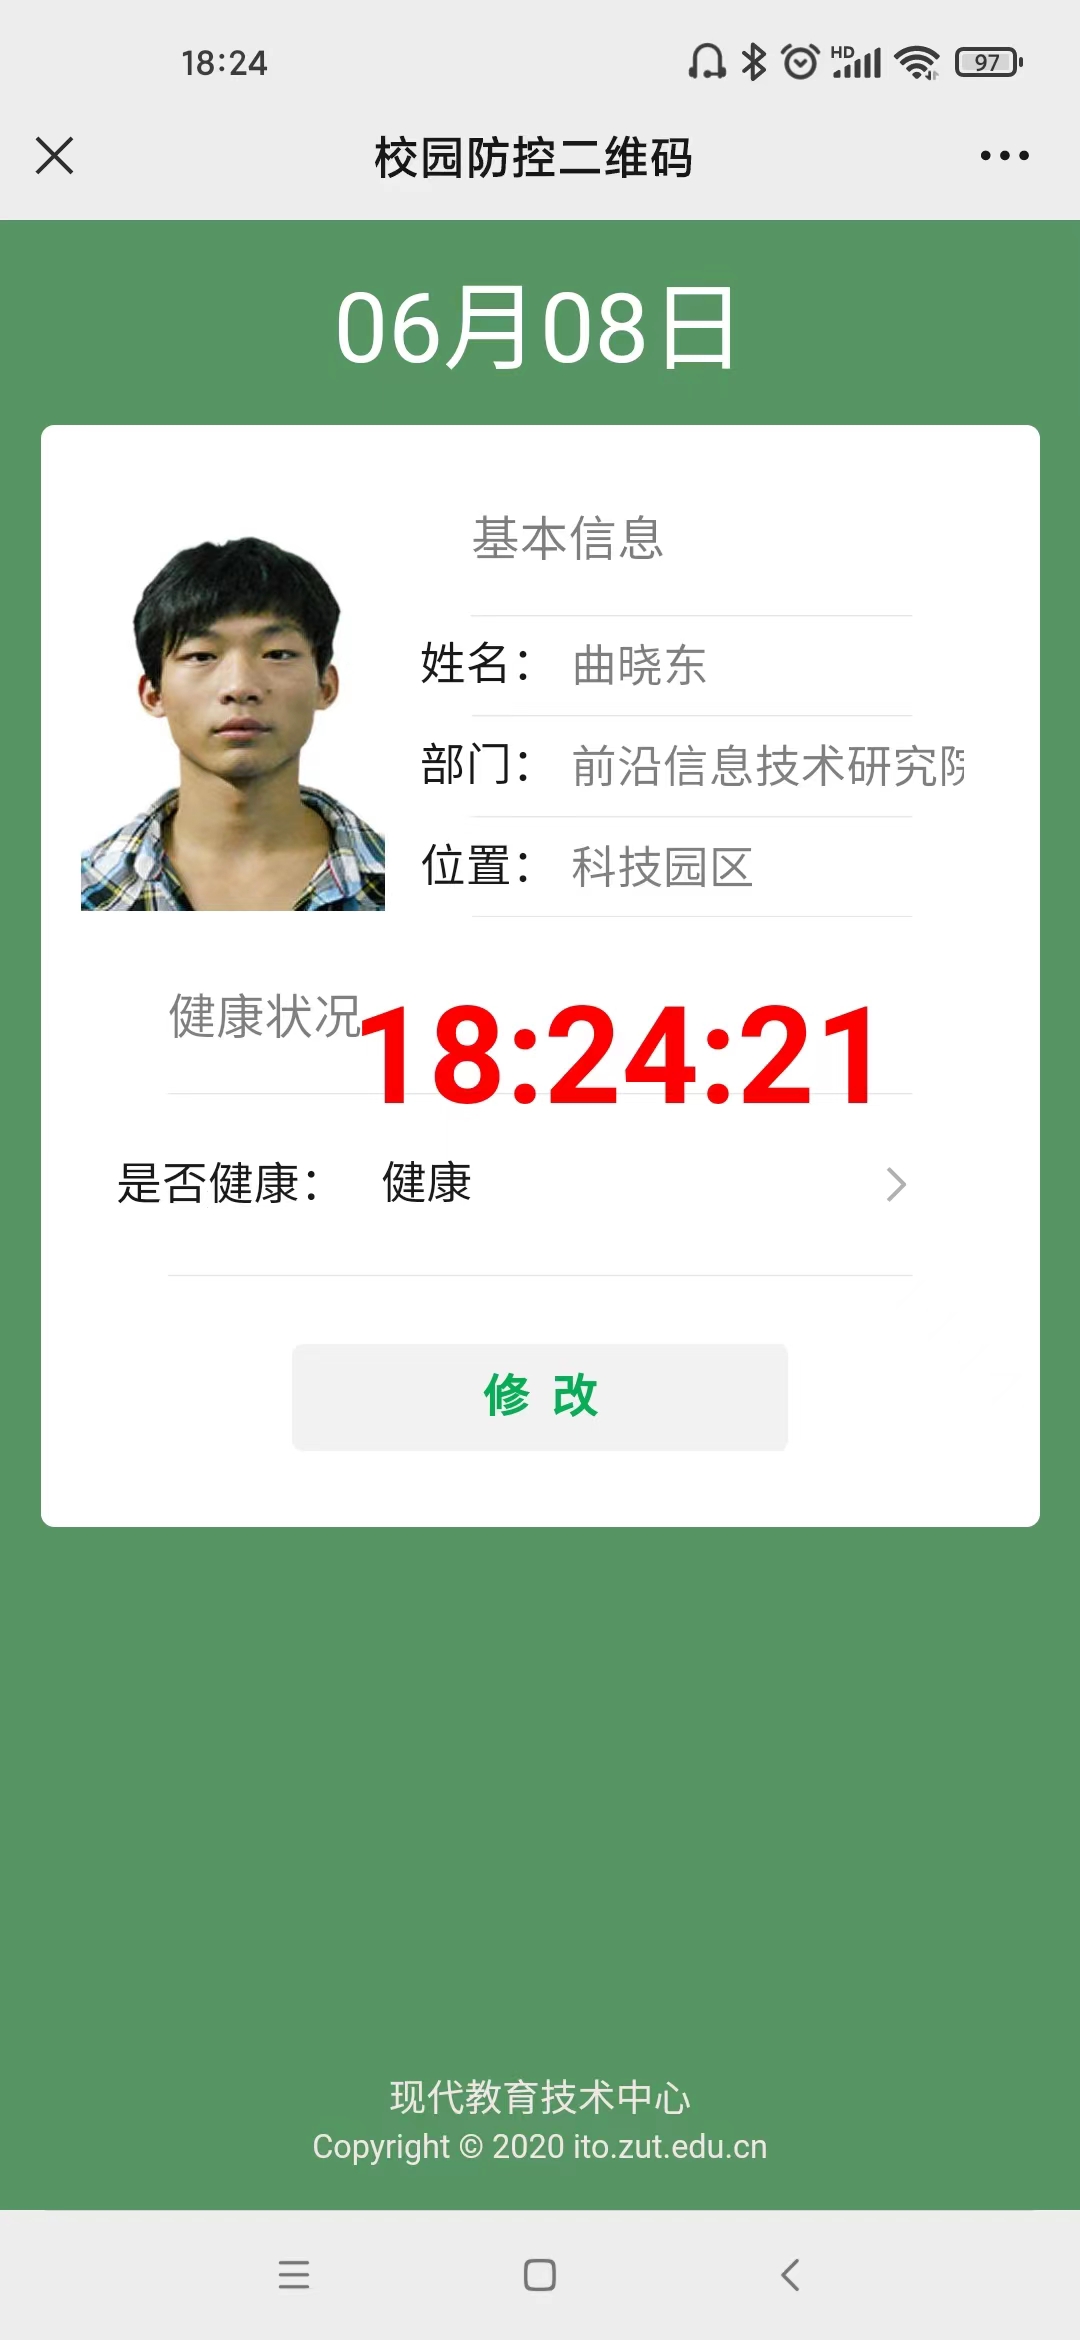 18:24
HD
97
校园防控二维码
06月08日
基本信息
姓名： 曲晓东
部门： 前沿信息技术研究院
位置： 科技园区
健康状况
18:24:21
是否健康： 健康
修 改
现代教育技术中心
Copyright © 2020 ito.zut.edu.cn